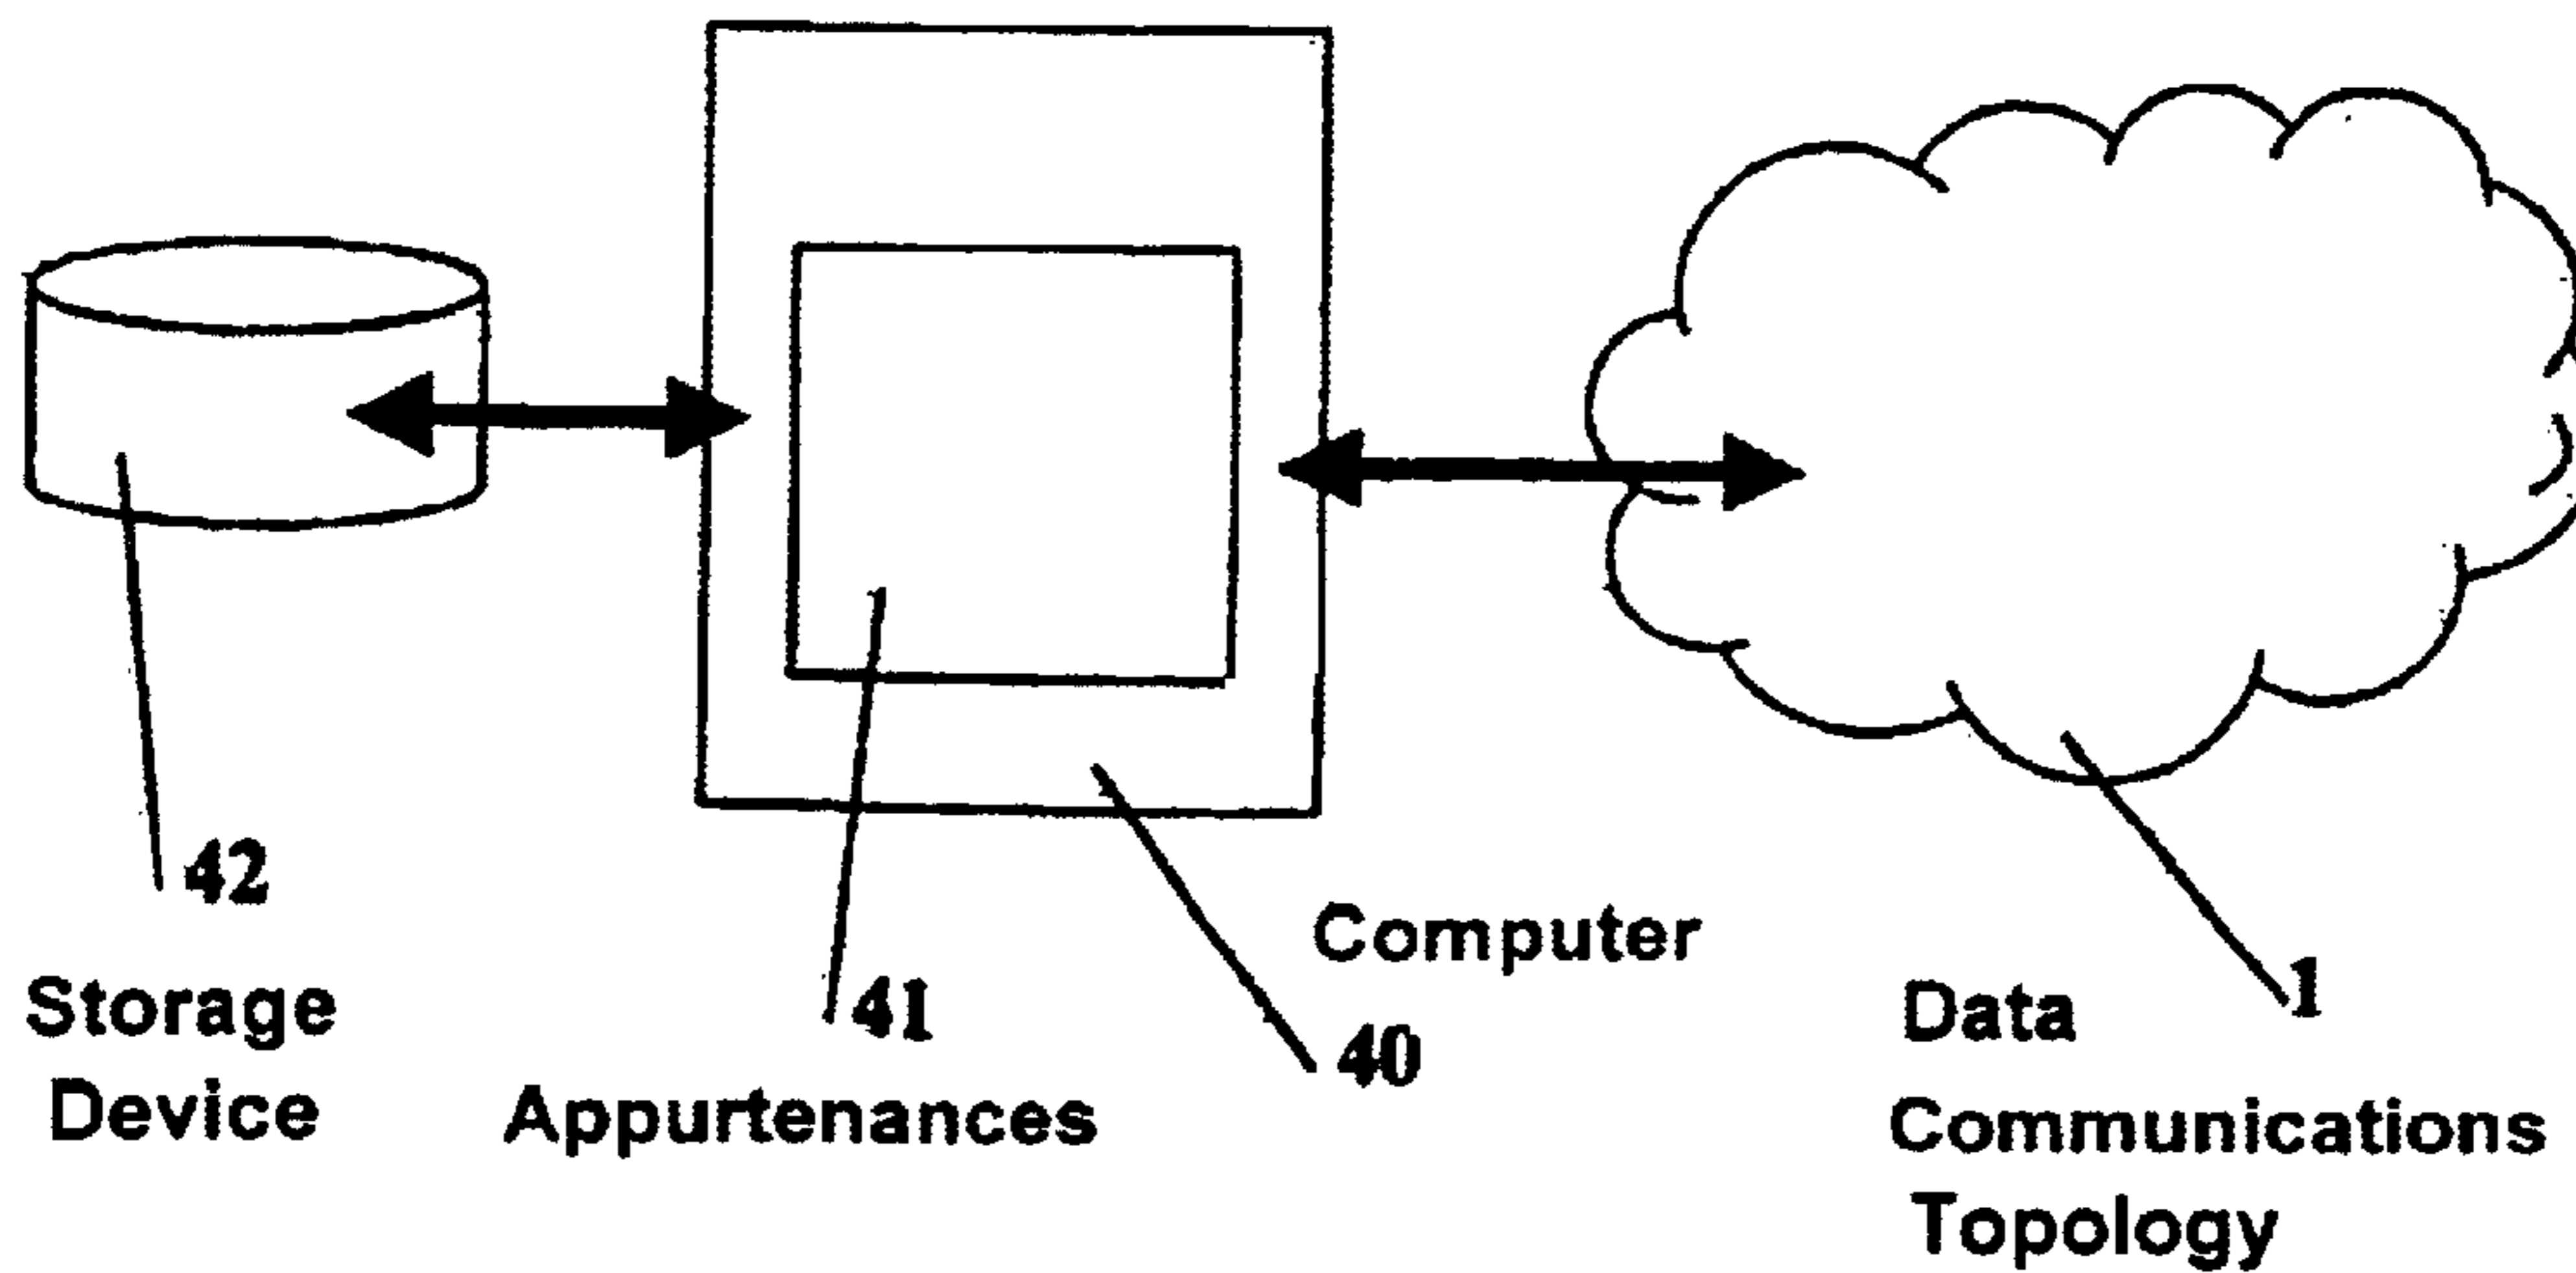 42
Storage
Device
41
Appurtenances
Computer
40
1
Data
Communications
Topology